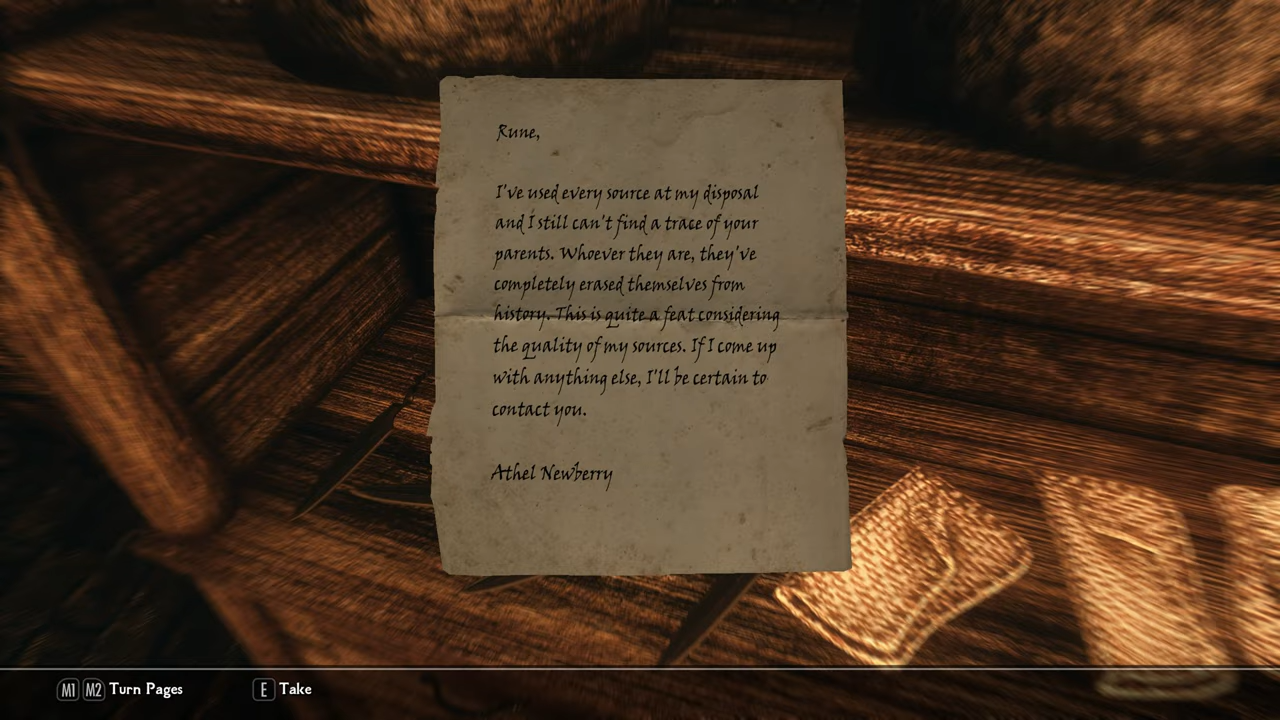 Rune,
I've used every source at my disposal
and I still can't find a trace of your
parents. Whoever they are, they've
completely erased themselves from
history. This is quite a feat considering
the quality of my sources. If I come up
with anything else, I'll be certain to
contact you.
Athel Newberry
M1 M2 Turn Pages
E Take